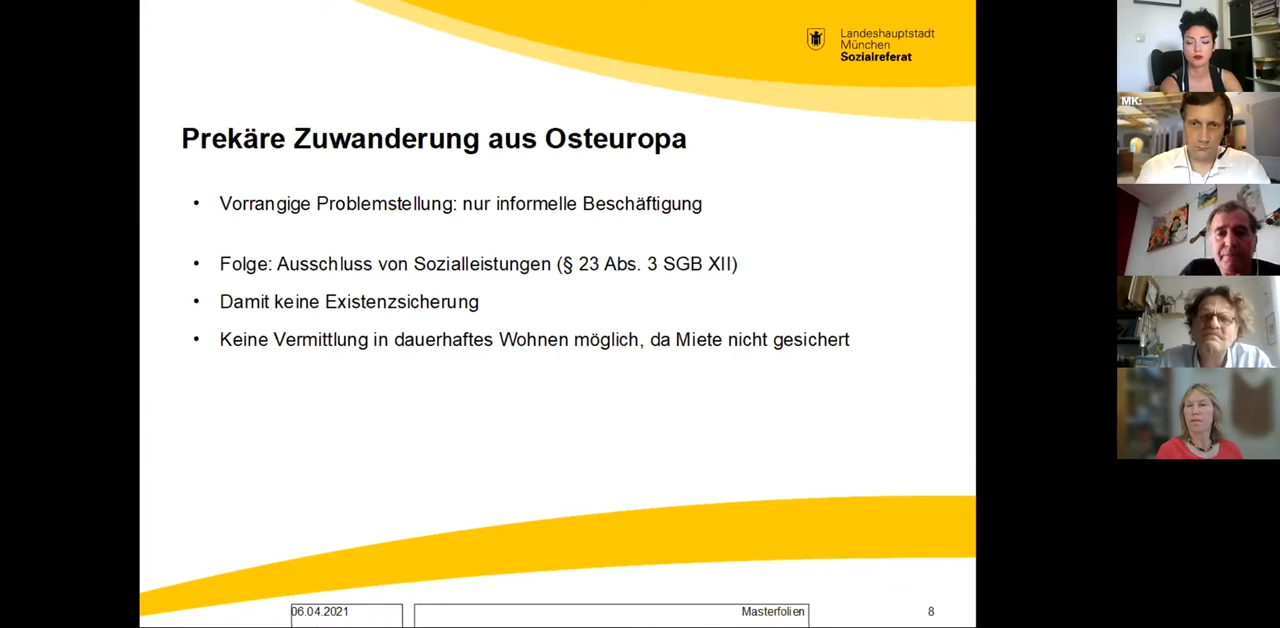 Landeshauptstadt
München
Sozialreferat
MK:
Prekäre Zuwanderung aus Osteuropa
• Vorrangige Problemstellung: nur informelle Beschäftigung
• Folge: Ausschluss von Sozialleistungen (§ 23 Abs. 3 SGB XII)
• Damit keine Existenzsicherung
• Keine Vermittlung in dauerhaftes Wohnen möglich, da Miete nicht gesichert
06.04.2021
Masterfolien
8